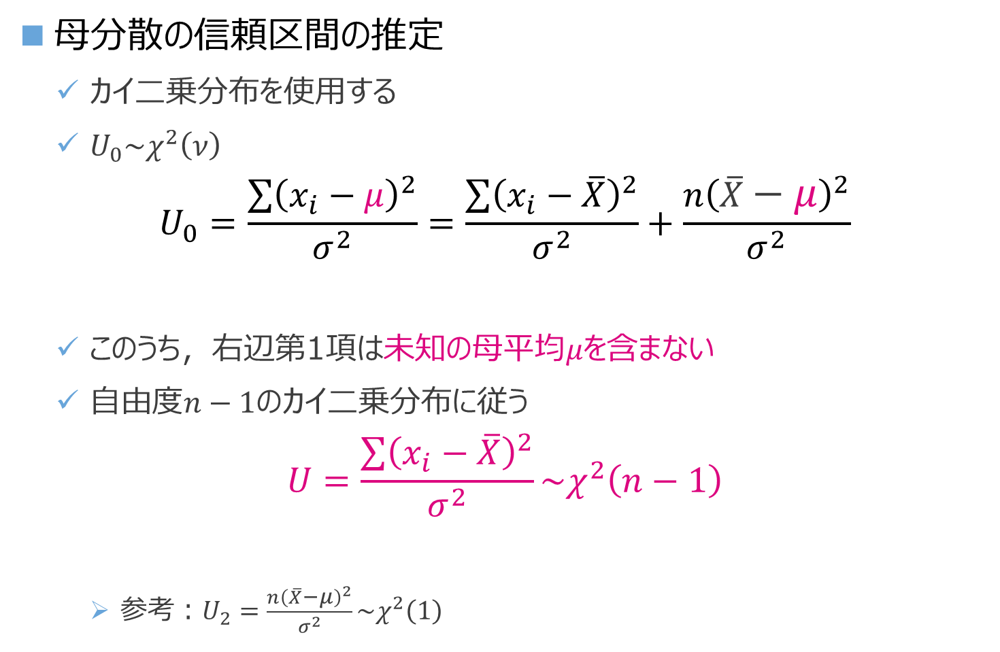 母分散の信頼区間の推定
カイ二乗分布を使用する
U₀~χ²(ν)
U₀ = ∑(xᵢ − μ)²/σ² = ∑(xᵢ − X̄)²/σ² + n(X̄ − μ)²/σ²
このうち，右辺第1項は未知の母平均μを含まない
自由度n − 1のカイ二乗分布に従う
U = ∑(xᵢ − X̄)²/σ² ~χ²(n − 1)
参考：U₂ = n(X̄−μ)²/σ² ~χ²(1)